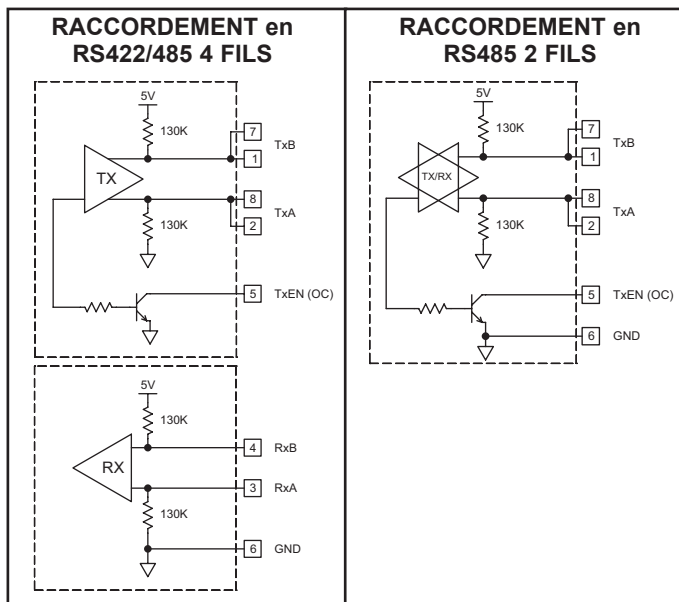 RACCORDEMENT en
RS422/485 4 FILS
5V
130K
7
TxB
1
TX
8
TxA
130K
2
5 TxEN (OC)
5V
130K
4 RxB
RX
3 RxA
130K
6 GND
RACCORDEMENT en
RS485 2 FILS
5V
130K
7
TxB
1
TX/RX
8
TxA
130K
2
5 TxEN (OC)
6 GND